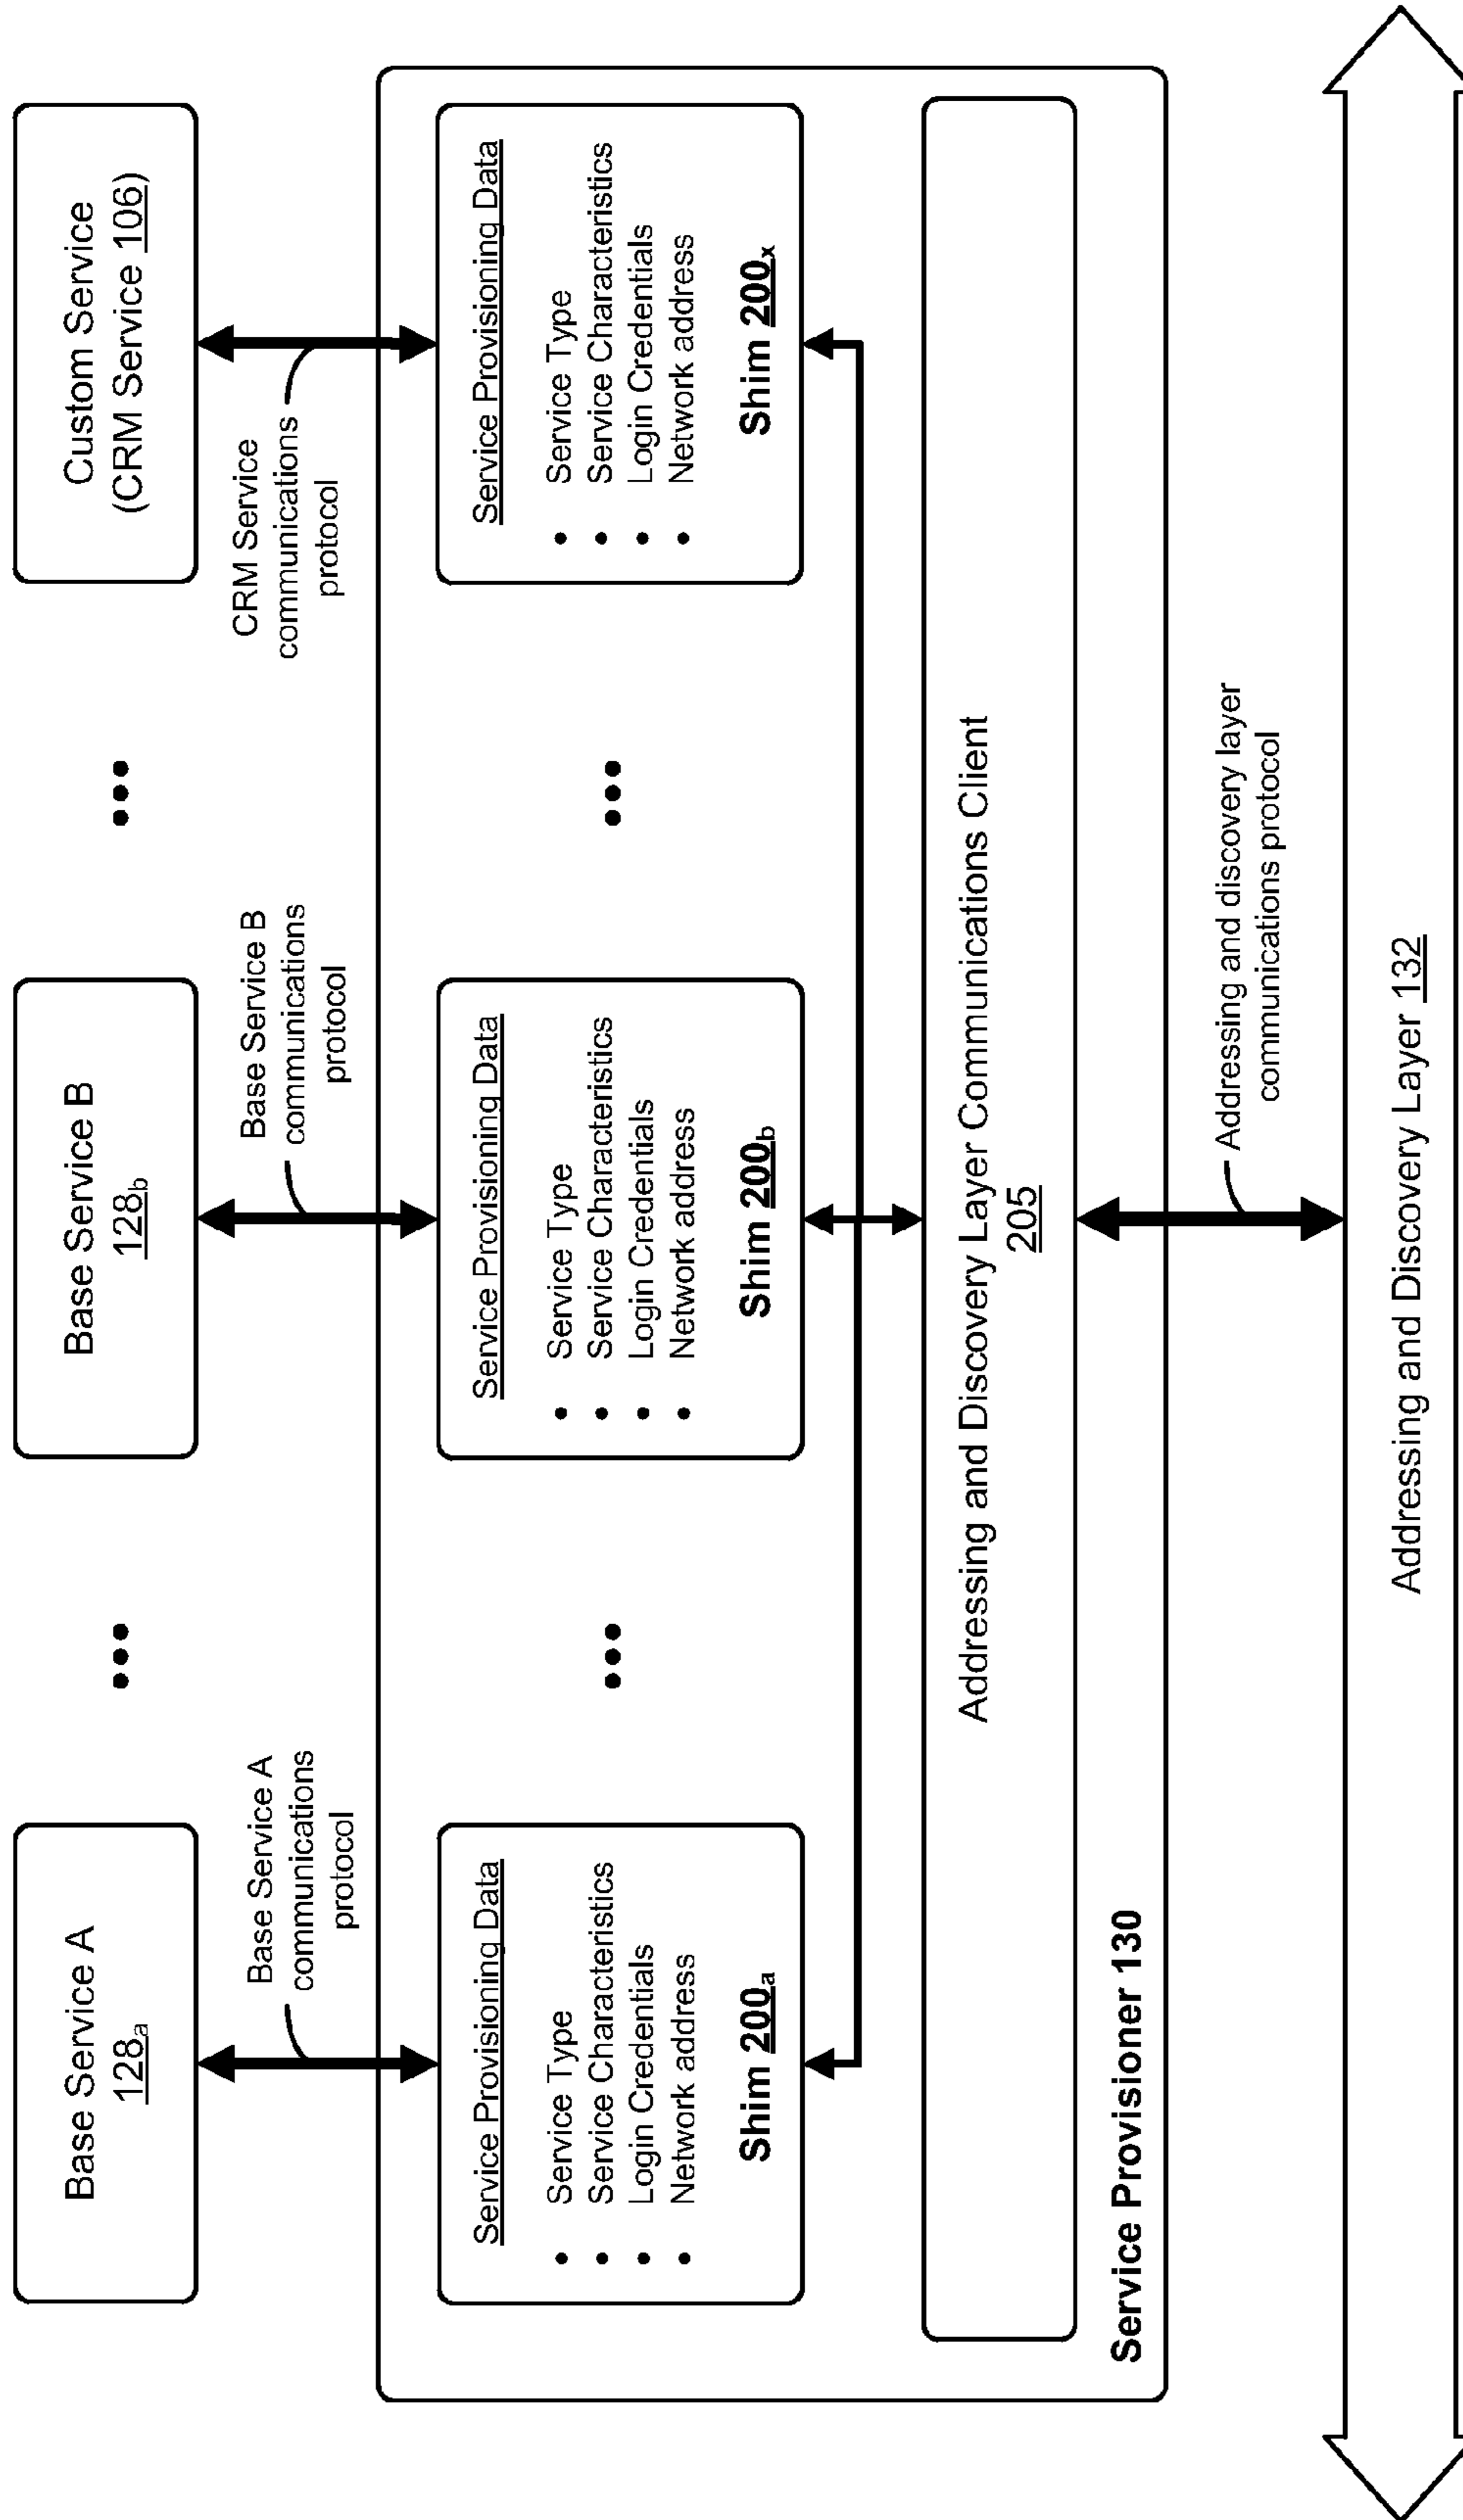 Base Service A
128a
•••
Base Service B
128b
•••
Custom Service
(CRM Service 106)
Base Service A
communications
protocol
Base Service B
communications
protocol
CRM Service
communications
protocol
Service Provisioning Data
• Service Type
• Service Characteristics
• Login Credentials
• Network address
Shim 200a
•••
Service Provisioning Data
• Service Type
• Service Characteristics
• Login Credentials
• Network address
Shim 200b
•••
Service Provisioning Data
• Service Type
• Service Characteristics
• Login Credentials
• Network address
Shim 200x
Addressing and Discovery Layer Communications Client
205
Service Provisioner 130
Addressing and discovery layer
communications protocol
Addressing and Discovery Layer 132